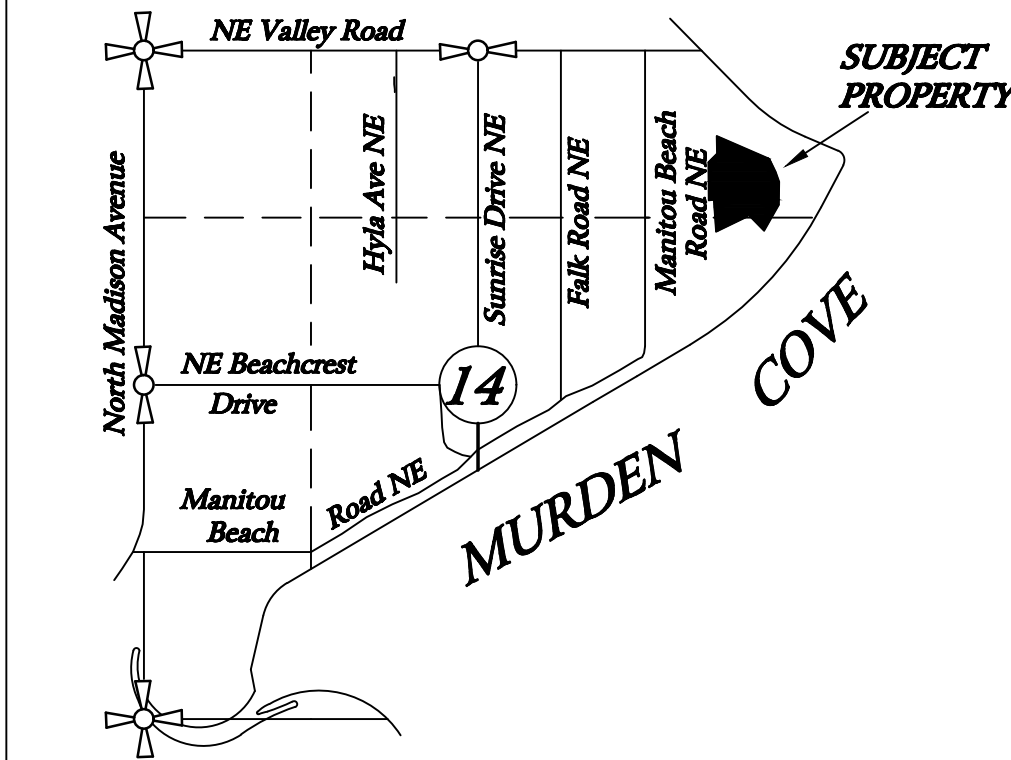 NE Valley Road
SUBJECT
PROPERTY
North Madison Avenue
Hyla Ave NE
Sunrise Drive NE
Falk Road NE
Manitou Beach
Road NE
NE Beachcrest
Drive
14
COVE
MURDEN
Manitou
Beach
Road NE